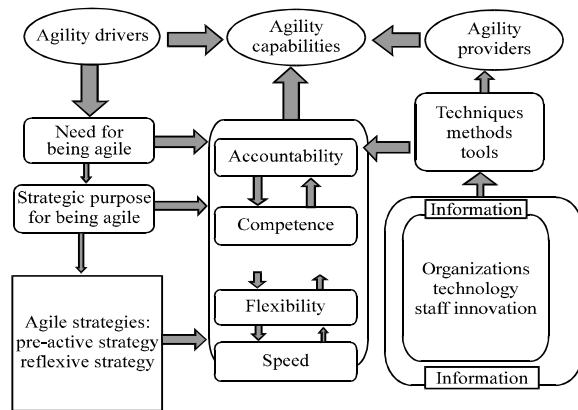 Agility drivers
Agility
capabilities
Agility
providers
Need for
being agile
Strategic purpose
for being agile
Agile strategies:
pre-active strategy
reflexive strategy
Accountability
Competence
Flexibility
Speed
Techniques
methods
tools
Information
Organizations
technology
staff innovation
Information